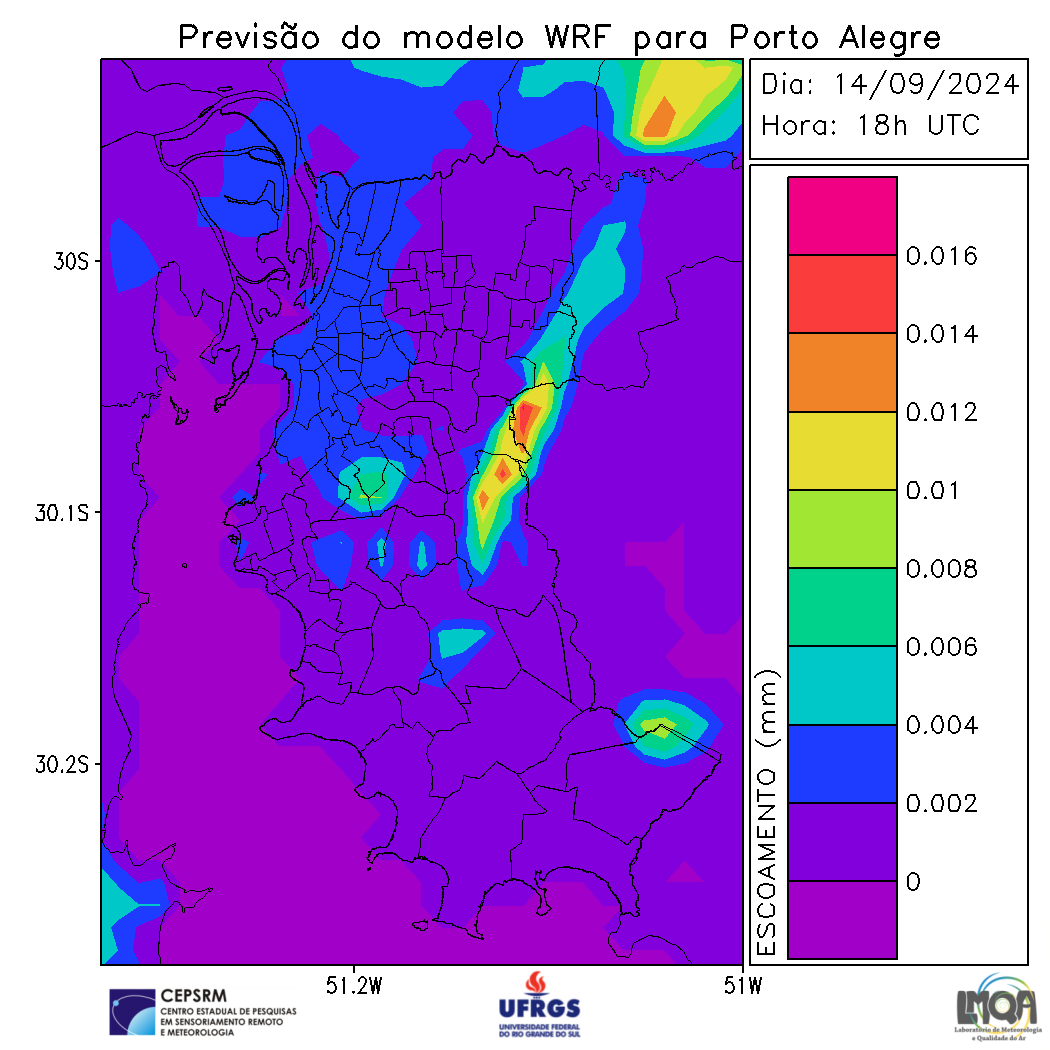 Previsão do modelo WRF para Porto Alegre
Dia: 14/09/2024
Hora: 18h UTC
30S
30.1S
30.2S
51.2W
51W
0.016
0.014
0.012
0.01
0.008
0.006
0.004
0.002
0
ESCOAMENTO (mm)
CEPSRM
CENTRO ESTADUAL DE PESQUISAS
EM SENSORIAMENTO REMOTO
E METEOROLOGIA
UFRGS
UNIVERSIDADE FEDERAL
DO RIO GRANDE DO SUL
LMQA
Laboratório de Meteorologia
e Qualidade do Ar